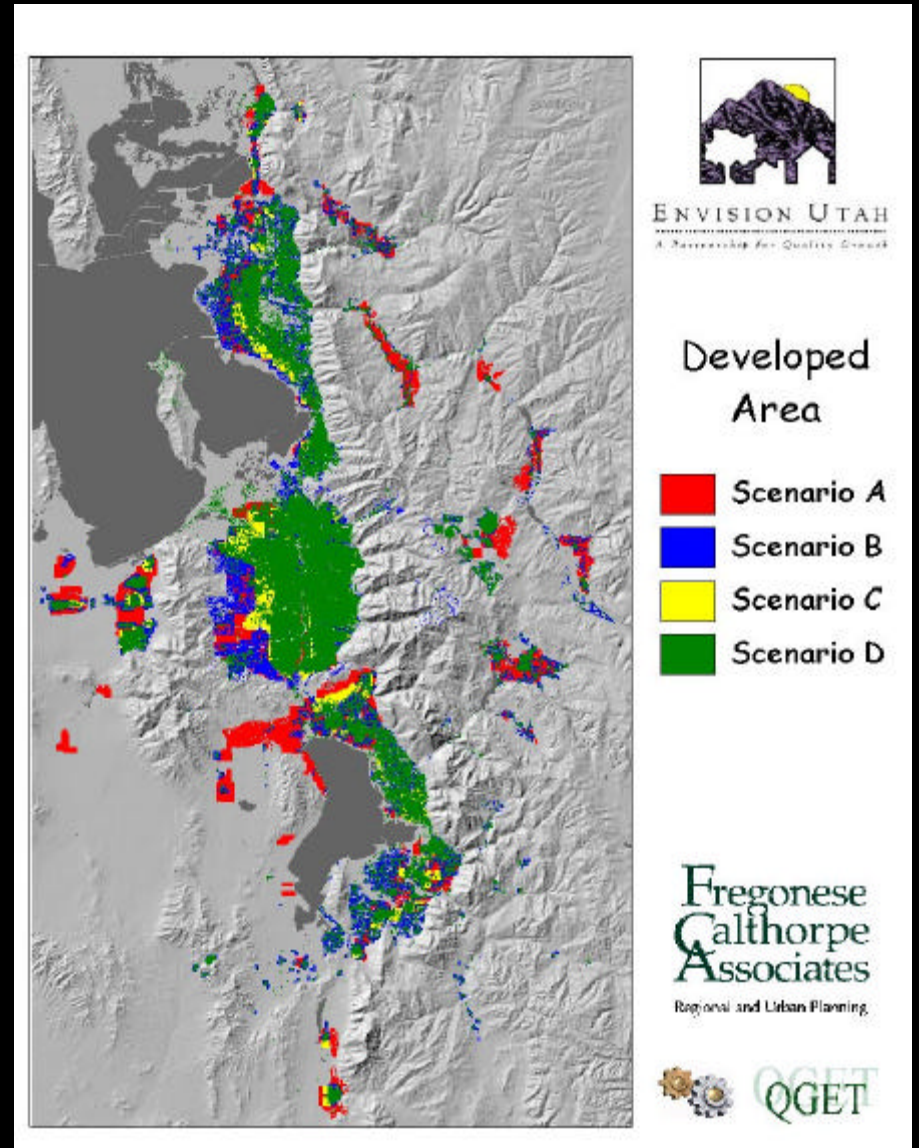 ENVISION UTAH
A Partnership for Quality Growth
Developed
Area
Scenario A
Scenario B
Scenario C
Scenario D
Fregonese
Calthorpe
Associates
Regional and Urban Planning
QGET
QGET